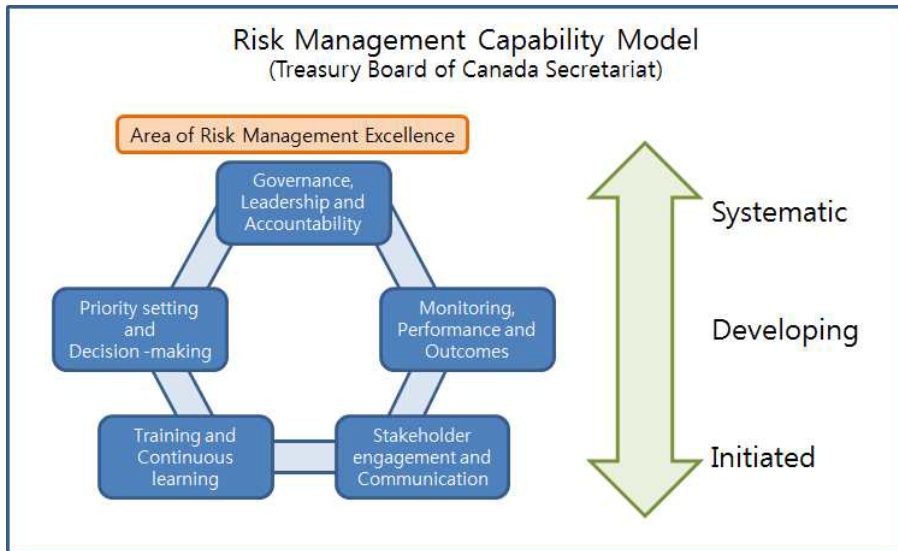 Risk Management Capability Model
(Treasury Board of Canada Secretariat)
Area of Risk Management Excellence
Governance,
Leadership and
Accountability
Priority setting
and
Decision -making
Monitoring,
Performance and
Outcomes
Training and
Continuous
learning
Stakeholder
engagement and
Communication
Systematic
Developing
Initiated